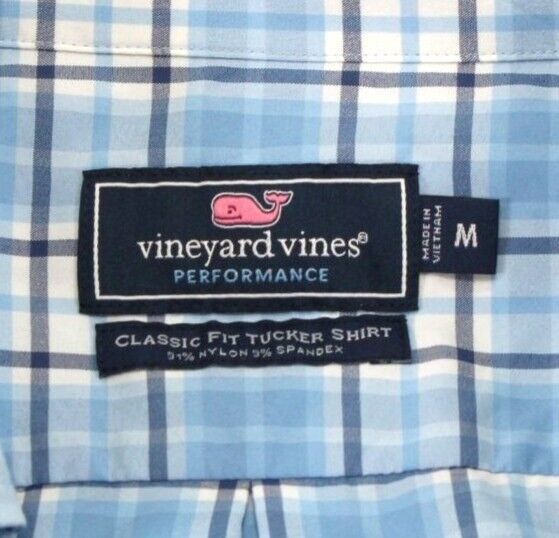 vineyard vines®
PERFORMANCE
MADE IN
VIETNAM
M
CLASSIC FIT TUCKER SHIRT
91% NYLON 9% SPANDEX